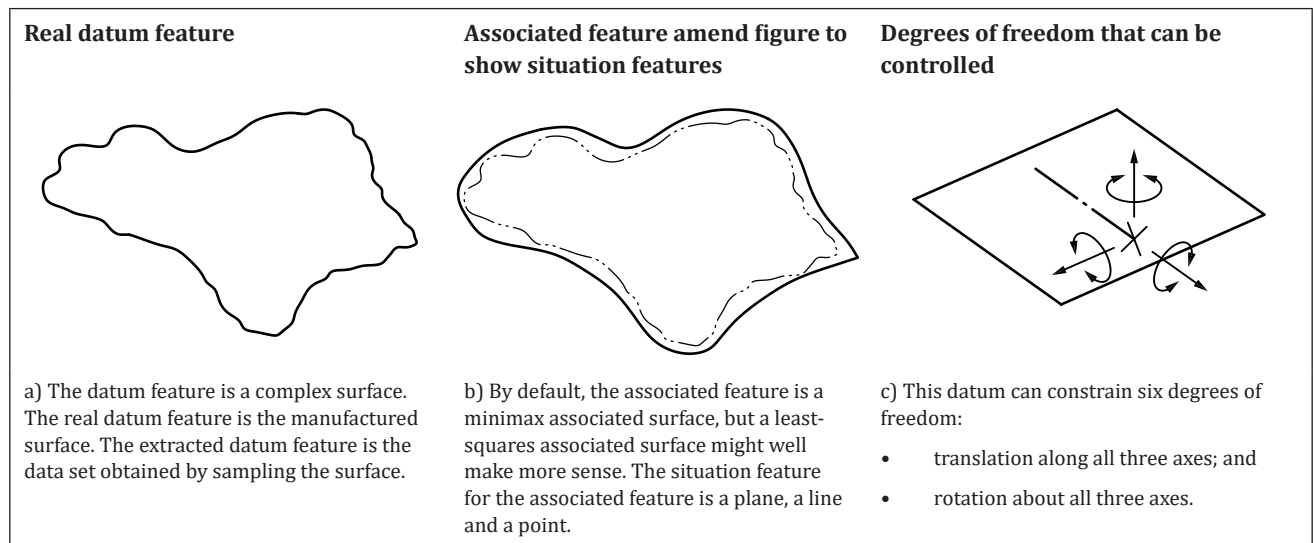 Real datum feature
Associated feature amend figure to
show situation features
Degrees of freedom that can be
controlled
a) The datum feature is a complex surface.
The real datum feature is the manufactured
surface. The extracted datum feature is the
data set obtained by sampling the surface.
b) By default, the associated feature is a
minimax associated surface, but a least-
squares associated surface might well
make more sense. The situation feature
for the associated feature is a plane, a line
and a point.
c) This datum can constrain six degrees of
freedom:
• translation along all three axes; and
• rotation about all three axes.